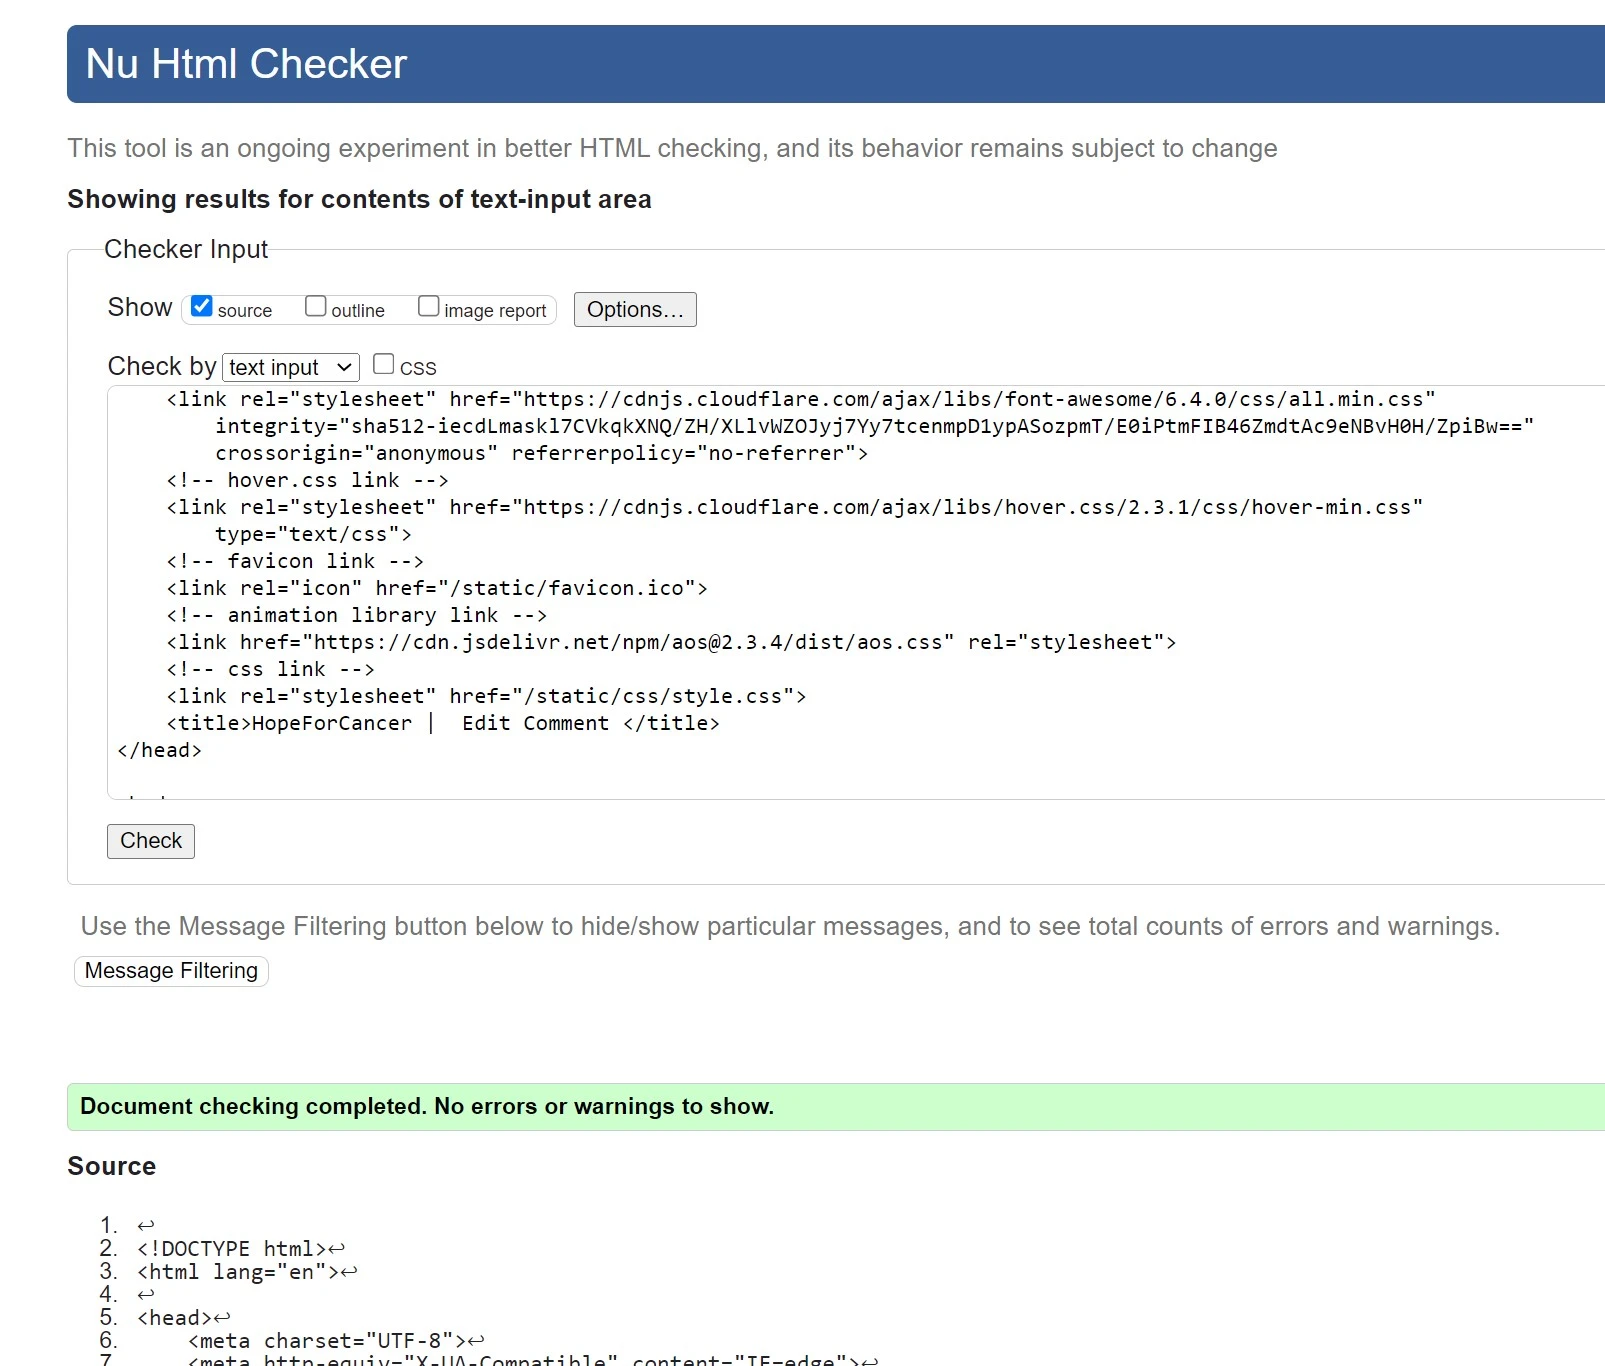 Nu Html Checker
This tool is an ongoing experiment in better HTML checking, and its behavior remains subject to change
Showing results for contents of text-input area
Checker Input
Show source outline image report Options...
Check by text input css
<link rel="stylesheet" href="https://cdnjs.cloudflare.com/ajax/libs/font-awesome/6.4.0/css/all.min.css"
integrity="sha512-iecdLmaskl7CVkqkXNQ/ZH/XLlvWZOJyj7Yy7tcenmpD1ypASozpmT/E0iPtmFIB46ZmdtAc9eNBvH0H/ZpiBw=="
crossorigin="anonymous" referrerpolicy="no-referrer">
<!-- hover.css link -->
<link rel="stylesheet" href="https://cdnjs.cloudflare.com/ajax/libs/hover.css/2.3.1/css/hover-min.css"
type="text/css">
<!-- favicon link -->
<link rel="icon" href="/static/favicon.ico">
<!-- animation library link -->
<link href="https://cdn.jsdelivr.net/npm/aos@2.3.4/dist/aos.css" rel="stylesheet">
<!-- css link -->
<link rel="stylesheet" href="/static/css/style.css">
<title>HopeForCancer |  Edit Comment </title>
</head>
Check
Use the Message Filtering button below to hide/show particular messages, and to see total counts of errors and warnings.
Message Filtering
Document checking completed. No errors or warnings to show.
Source
1. ↩
2. <!DOCTYPE html>↩
3. <html lang="en">↩
4. ↩
5. <head>↩
6. <meta charset="UTF-8">↩
7. <meta http-equiv="X-UA-Compatible" content="IE=edge">↩